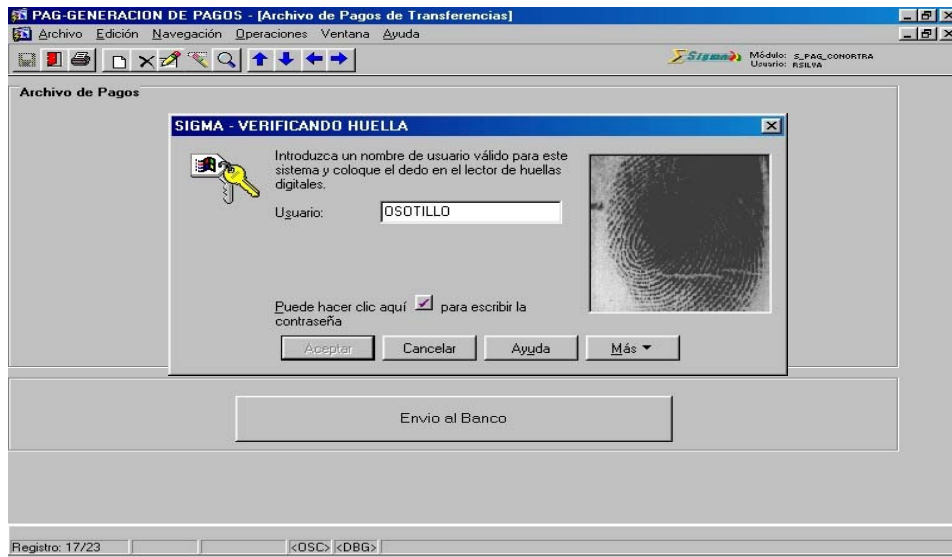 PAG-GENERACION DE PAGOS - [Archivo de Pagos de Transferencias]
Archivo Edición Navegación Operaciones Ventana Ayuda
Sigma
Módulo: S_PAG_CONORTRA
Usuario: RSILVA
Archivo de Pagos
SIGMA - VERIFICANDO HUELLA
Introduzca un nombre de usuario válido para este
sistema y coloque el dedo en el lector de huellas
digitales.
Usuario: OSOTILLO
Puede hacer clic aquí para escribir la
contraseña
Aceptar Cancelar Ayuda Más
Envio al Banco
Registro: 17/23 <OSC> <DBG>